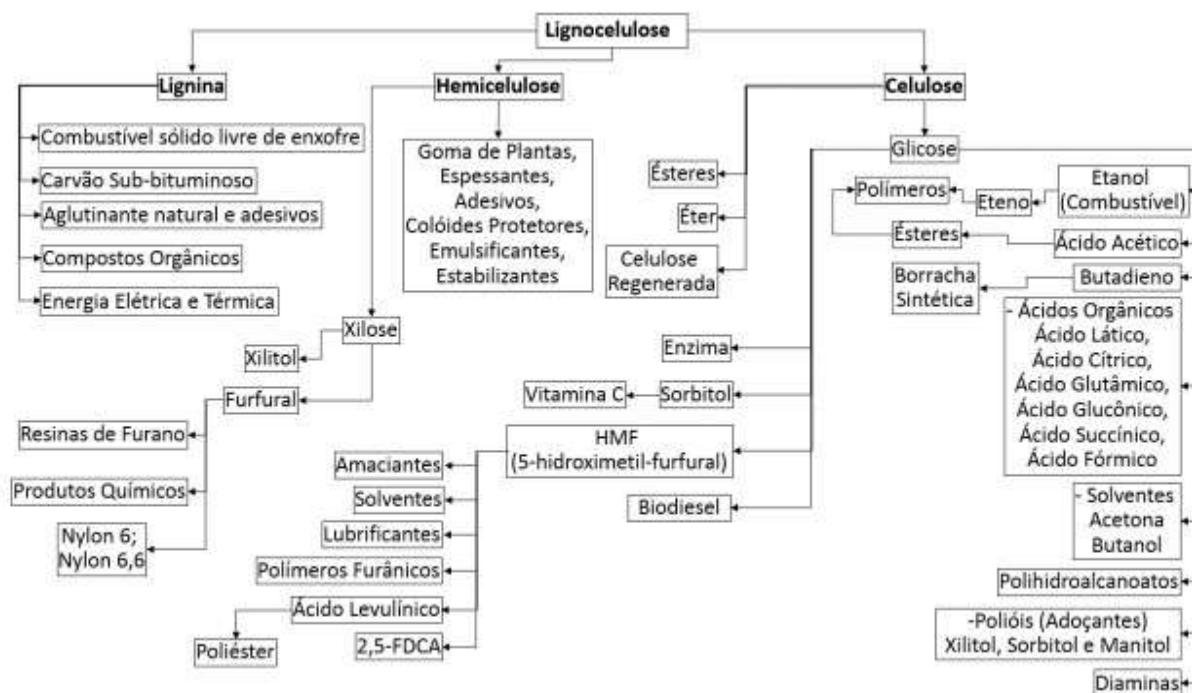 Lignocelulose
Lignina
Hemicelulose
Celulose
Combustível sólido livre de enxofre
Carvão Sub-bituminoso
Aglutinante natural e adesivos
Compostos Orgânicos
Energia Elétrica e Térmica
Goma de Plantas,
Espessantes,
Adesivos,
Colóides Protetores,
Emulsificantes,
Estabilizantes
Xilose
Xilitol
Furfural
Resinas de Furano
Produtos Químicos
Nylon 6;
Nylon 6,6
Ésteres
Éter
Celulose
Regenerada
Glicose
Enzima
Vitamina C
Sorbitol
HMF
(5-hidroximetil-furfural)
Amaciantes
Solventes
Lubrificantes
Polímeros Furânicos
Ácido Levulínico
Poliéster
2,5-FDCA
Biodiesel
Polímeros
Eteno
Etanol
(Combustível)
Ésteres
Ácido Acético
Borracha
Sintética
Butadieno
- Ácidos Orgânicos
Ácido Lático,
Ácido Cítrico,
Ácido Glutâmico,
Ácido Glucônico,
Ácido Succínico,
Ácido Fórmico
- Solventes
Acetona
Butanol
Polihidroalcanoatos
-Polióis (Adoçantes)
Xilitol, Sorbitol e Manitol
Diaminas